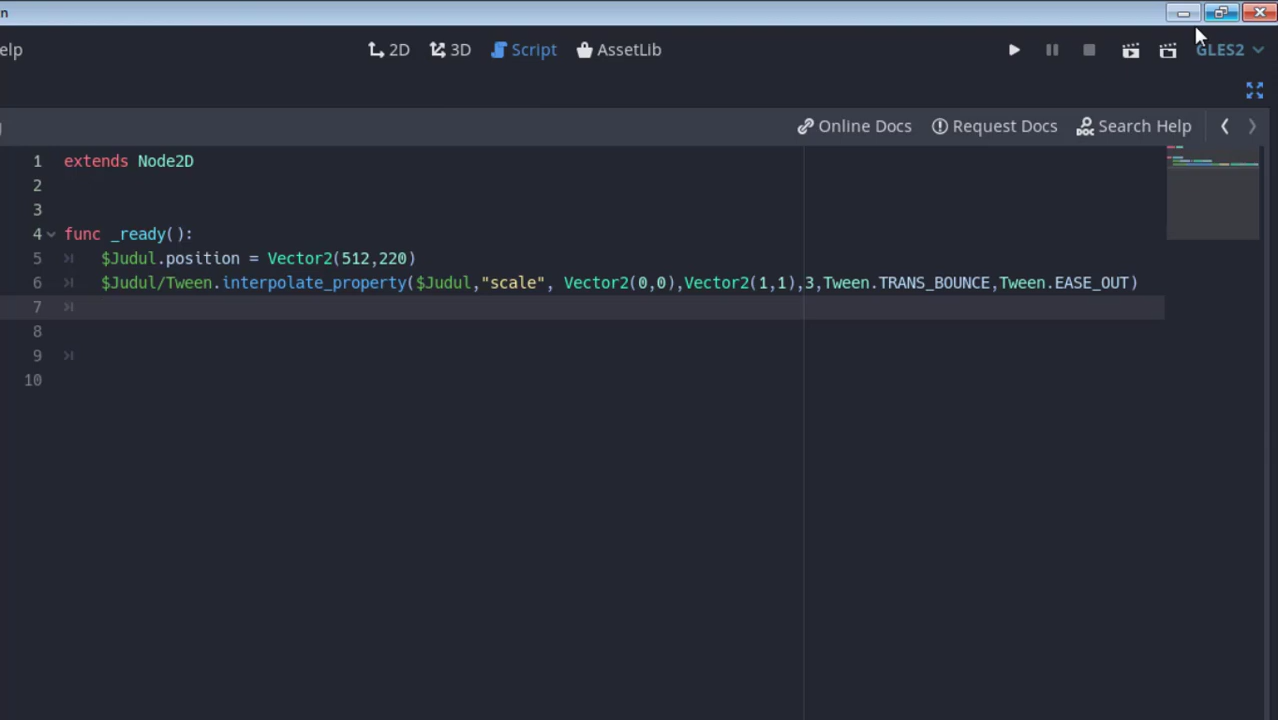 n
elp
2D 3D Script AssetLib GLES2
Online Docs Request Docs Search Help
1 extends Node2D
2
3
4 func _ready():
5 $Judul.position = Vector2(512,220)
6 $Judul/Tween.interpolate_property($Judul,"scale", Vector2(0,0),Vector2(1,1),3,Tween.TRANS_BOUNCE,Tween.EASE_OUT)
7
8
9
10